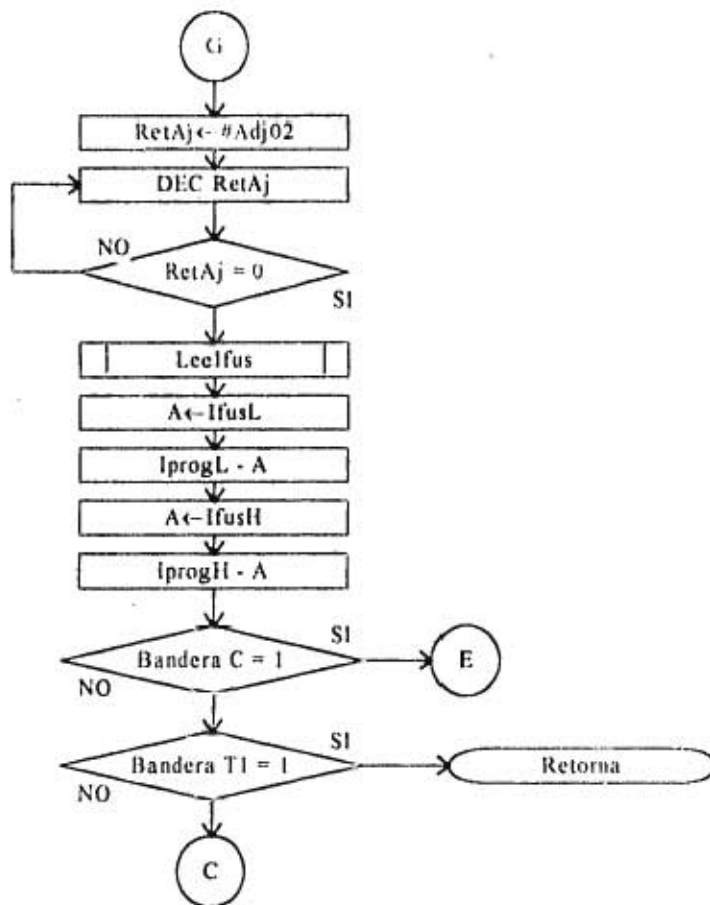 G
RetAj← #Adj02
DEC RetAj
NO
RetAj = 0
SI
LeeIfus
A←IfusL
IprogL - A
A←IfusH
IprogH - A
SI
Bandera C = 1
E
NO
SI
Bandera T1 = 1
Retorna
NO
C